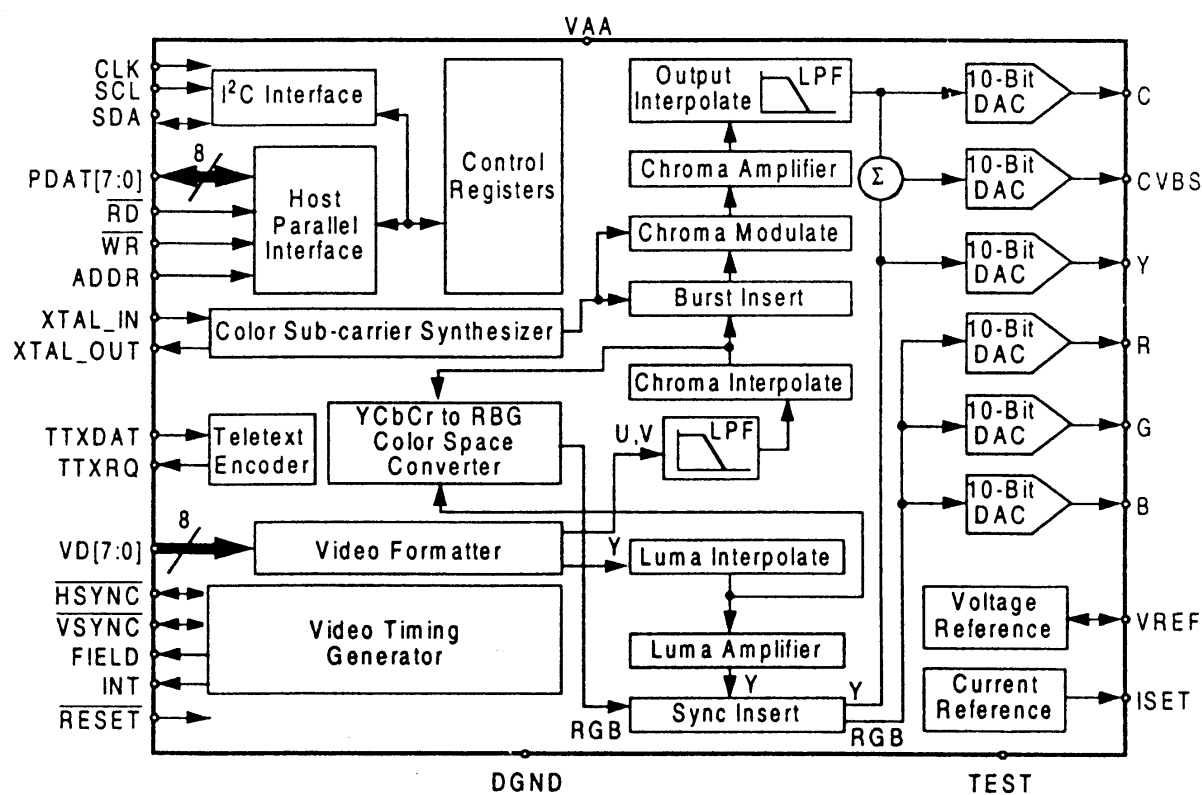 VAA
CLK
SCL
SDA
I²C Interface
PDAT[7:0]
8
RD
WR
ADDR
Host
Parallel
Interface
Control
Registers
XTAL_IN
XTAL_OUT
Color Sub-carrier Synthesizer
TTXDAT
TTXRQ
Teletext
Encoder
YCbCr to RBG
Color Space
Converter
VD[7:0]
8
Video Formatter
HSYNC
VSYNC
FIELD
INT
RESET
Video Timing
Generator
Output
Interpolate
LPF
Chroma Amplifier
Chroma Modulate
Burst Insert
Chroma Interpolate
U,V
LPF
Y
Luma Interpolate
Luma Amplifier
Y
Sync Insert
RGB
Y
RGB
Σ
10-Bit
DAC
C
10-Bit
DAC
CVBS
10-Bit
DAC
Y
10-Bit
DAC
R
10-Bit
DAC
G
10-Bit
DAC
B
Voltage
Reference
VREF
Current
Reference
ISET
DGND
TEST